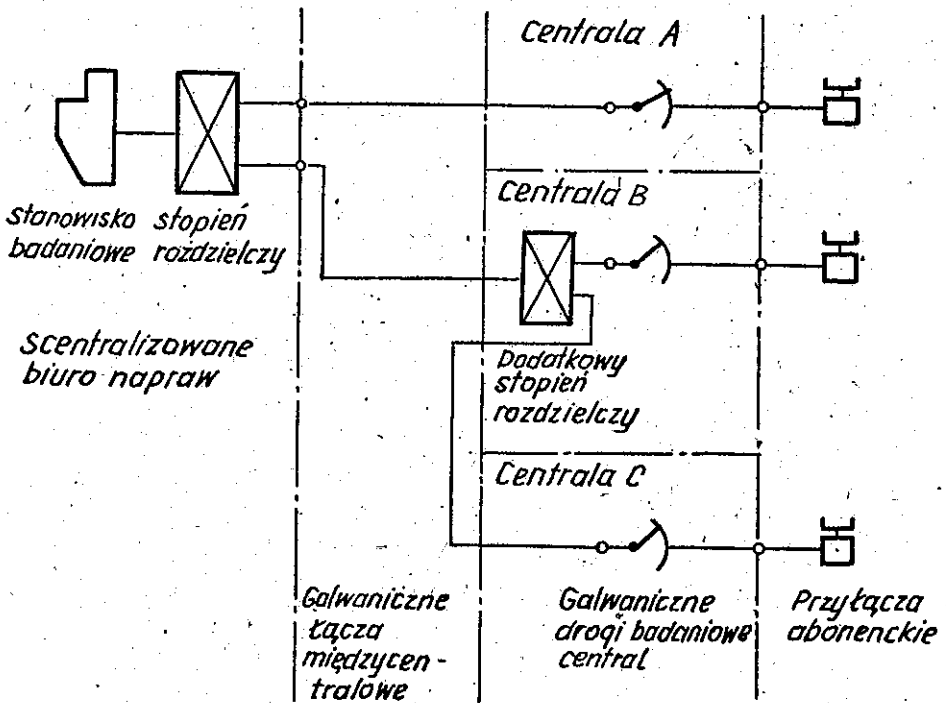 Centrala A
stanowisko stopień
badaniowe rozdzielczy
Centrala B
Scentralizowane
biuro napraw
Dodatkowy
stopień
rozdzielczy
Centrala C
Galwaniczne
łącza
międzycen-
tralowe
Galwaniczne
drogi badaniowe
central
Przyłącza
abonenckie